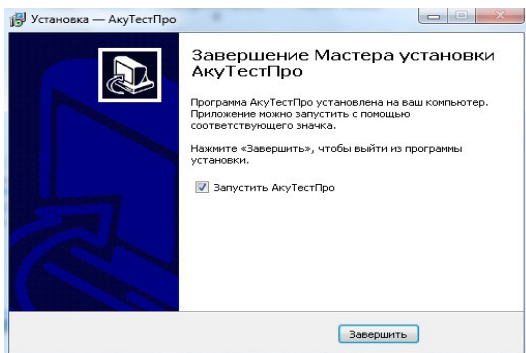 Установка — АкуТестПро
Завершение Мастера установки
АкуТестПро
Программа АкуТестПро установлена на ваш компьютер.
Приложение можно запустить с помощью
соответствующего значка.
Нажмите «Завершить», чтобы выйти из программы
установки.
Запустить АкуТестПро
Завершить